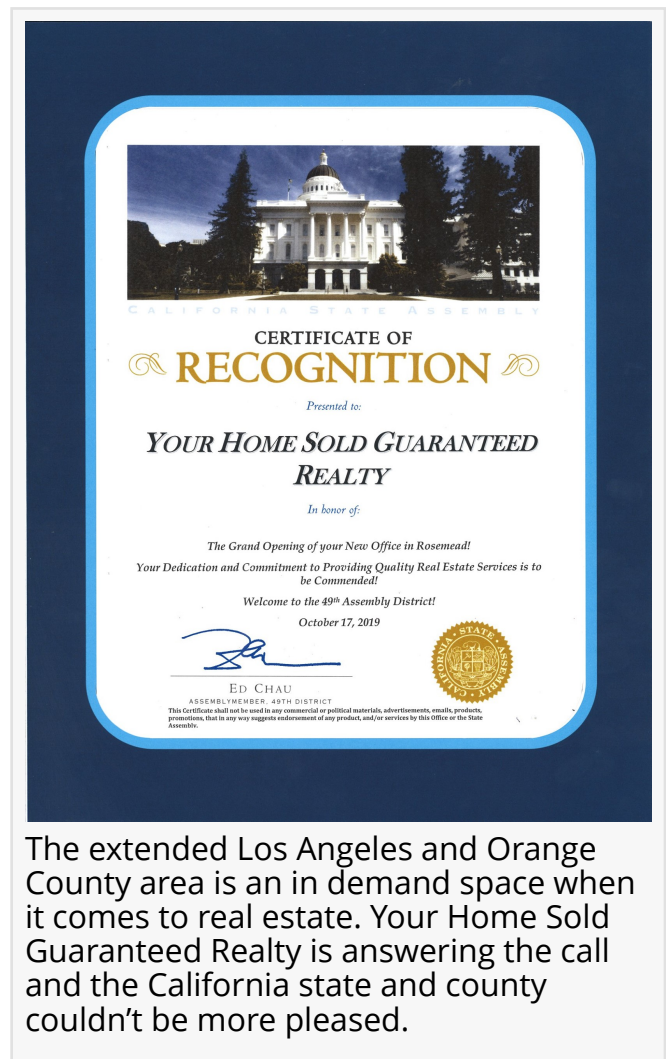 CALIFORNIA STATE ASSEMBLY
CERTIFICATE OF
RECOGNITION
Presented to:
YOUR HOME SOLD GUARANTEED
REALTY
In honor of:
The Grand Opening of your New Office in Rosemead!
Your Dedication and Commitment to Providing Quality Real Estate Services is to
be Commended!
Welcome to the 49th Assembly District!
October 17, 2019
ED CHAU
ASSEMBLYMEMBER, 49TH DISTRICT
CALIFORNIA • STATE • ASSEMBLY
This Certificate shall not be used in any commercial or political materials, advertisements, emails, products,
promotions, that in any way suggests endorsement of any product, and/or services by this Office or the State
Assembly.
The extended Los Angeles and Orange
County area is an in demand space when
it comes to real estate. Your Home Sold
Guaranteed Realty is answering the call
and the California state and county
couldn’t be more pleased.